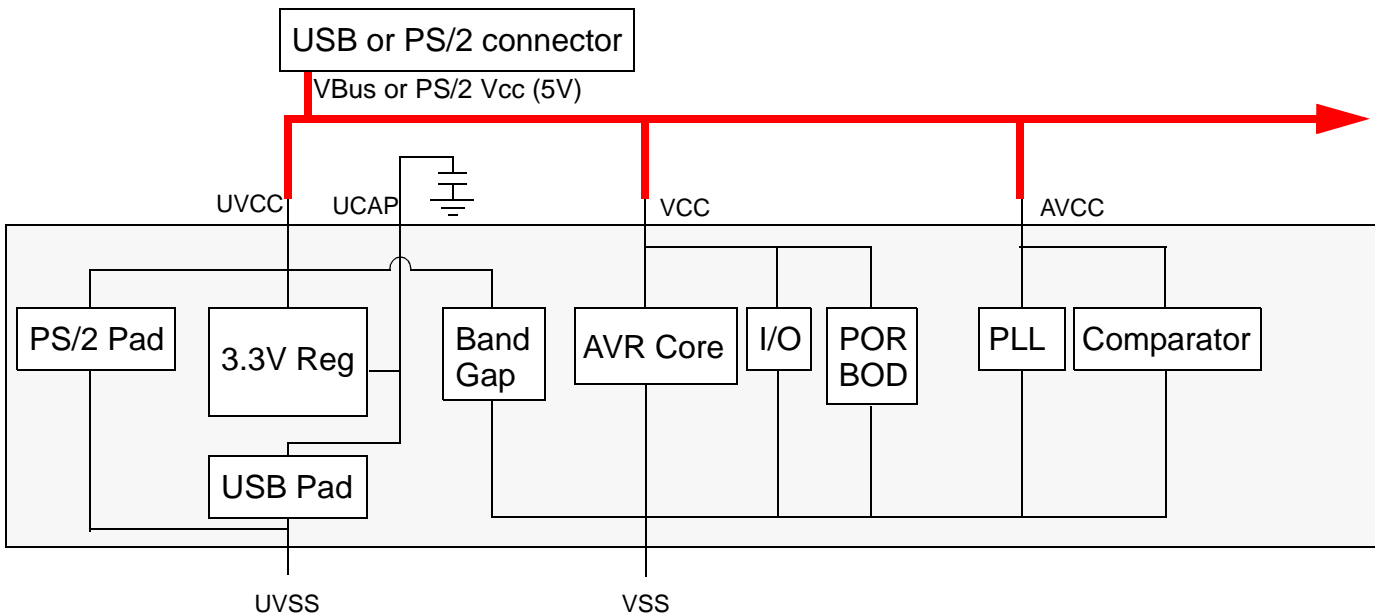 USB or PS/2 connector
VBus or PS/2 Vcc (5V)
UVCC
UCAP
VCC
AVCC
PS/2 Pad
3.3V Reg
Band
Gap
AVR Core
I/O
POR
BOD
PLL
Comparator
USB Pad
UVSS
VSS